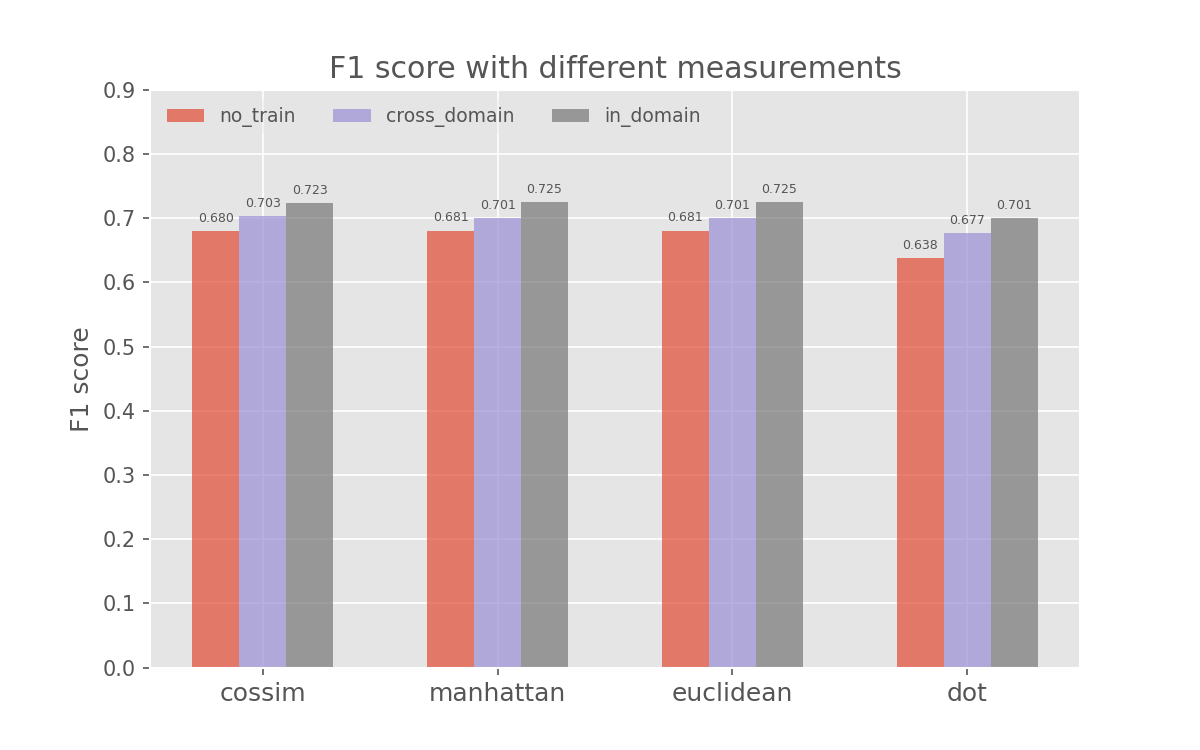 F1 score with different measurements
no_train cross_domain in_domain
F1 score
0.9
0.8
0.7
0.6
0.5
0.4
0.3
0.2
0.1
0.0
0.680 0.703 0.723
0.681 0.701 0.725
0.681 0.701 0.725
0.638 0.677 0.701
cossim manhattan euclidean dot